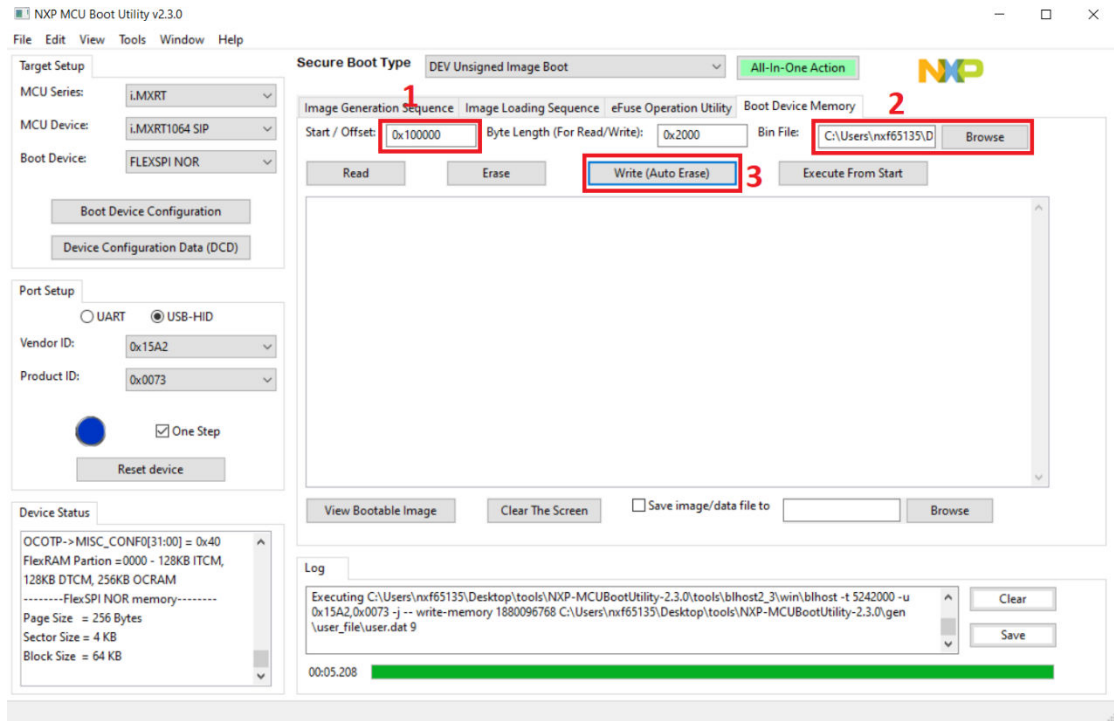 NXP MCU Boot Utility v2.3.0
File Edit View Tools Window Help
Target Setup
MCU Series: i.MXRT
MCU Device: i.MXRT1064 SIP
Boot Device: FLEXSPI NOR
Boot Device Configuration
Device Configuration Data (DCD)
Port Setup
UART USB-HID
Vendor ID: 0x15A2
Product ID: 0x0073
One Step
Reset device
Device Status
OCOTP->MISC_CONF0[31:00] = 0x40
FlexRAM Partion =0000 - 128KB ITCM,
128KB DTCM, 256KB OCRAM
--------FlexSPI NOR memory--------
Page Size = 256 Bytes
Sector Size = 4 KB
Block Size = 64 KB
Secure Boot Type DEV Unsigned Image Boot All-In-One Action NXP
1 2
Image Generation Sequence Image Loading Sequence eFuse Operation Utility Boot Device Memory
Start / Offset: 0x100000 Byte Length (For Read/Write): 0x2000 Bin File: C:\Users\nxf65135\D Browse
Read Erase Write (Auto Erase) 3 Execute From Start
View Bootable Image Clear The Screen Save image/data file to Browse
Log
Executing C:\Users\nxf65135\Desktop\tools\NXP-MCUBootUtility-2.3.0\tools\blhost2_3\win\blhost -t 5242000 -u
0x15A2,0x0073 -j -- write-memory 1880096768 C:\Users\nxf65135\Desktop\tools\NXP-MCUBootUtility-2.3.0\gen
\user_file\user.dat 9
Clear
Save
00:05.208